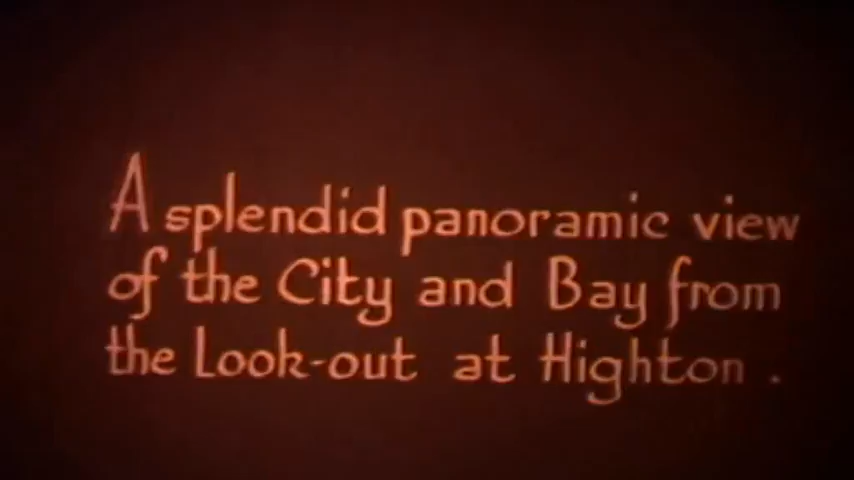 A splendid panoramic view
of the City and Bay from
the Look-out at Highton .